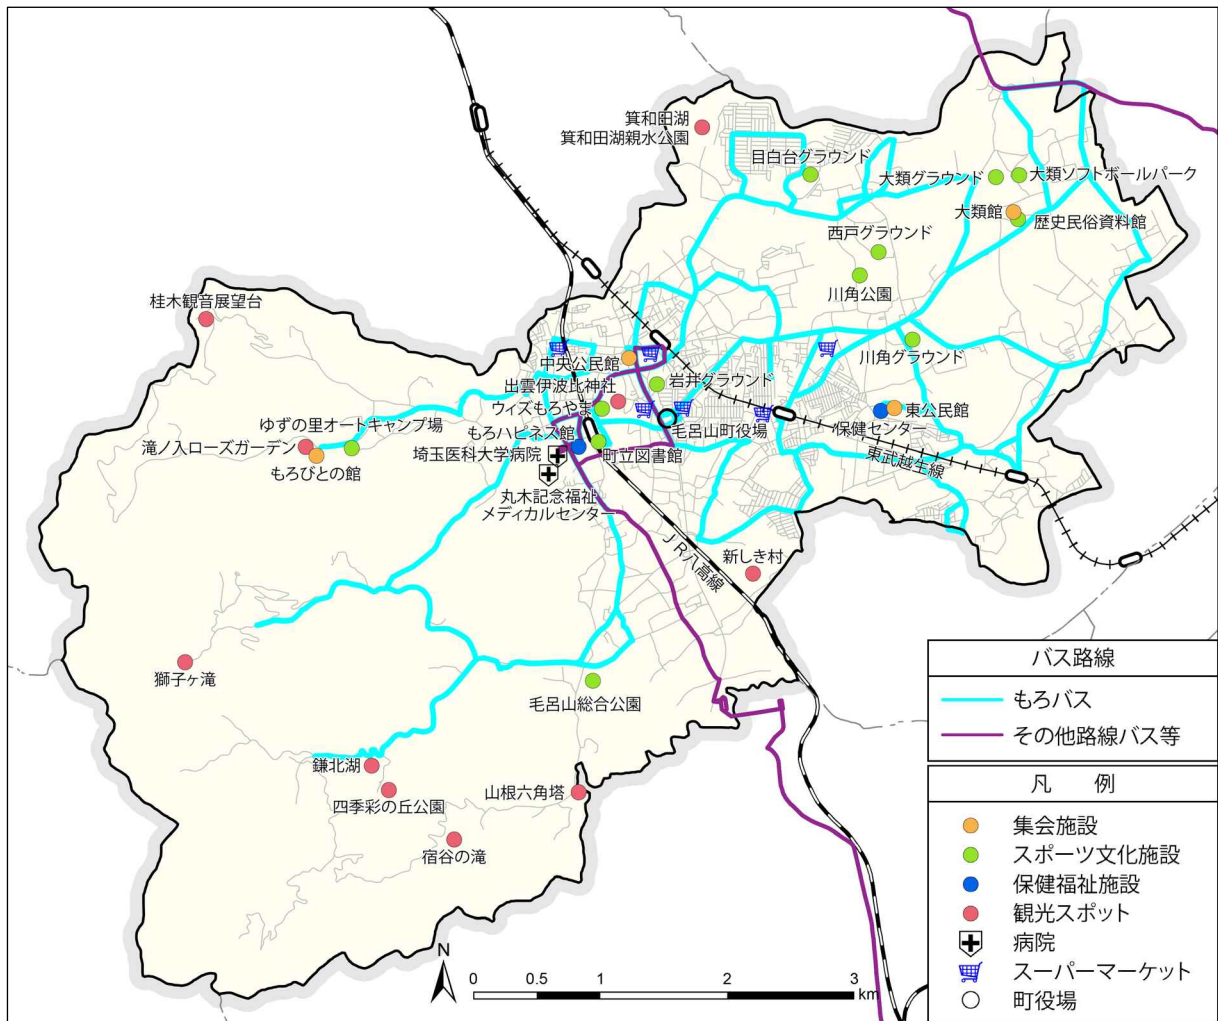 箕和田湖
箕和田湖親水公園
目白台グラウンド
大類グラウンド
大類ソフトボールパーク
大類館
歴史民俗資料館
西戸グラウンド
川角公園
桂木観音展望台
川角グラウンド
中央公民館
出雲伊波比神社
岩井グラウンド
ウィズもろやま
毛呂山町役場
東公民館
保健センター
ゆずの里オートキャンプ場
滝ノ入ローズガーデン
もろびとの館
もろハピネス館
埼玉医科大学病院
町立図書館
東武越生線
丸木記念福祉
メディカルセンター
JR八高線
新しき村
獅子ヶ滝
毛呂山総合公園
鎌北湖
四季彩の丘公園
山根六角塔
宿谷の滝
バス路線
もろバス
その他路線バス等
凡 例
集会施設
スポーツ文化施設
保健福祉施設
観光スポット
病院
スーパーマーケット
町役場
N
0 0.5 1 2 3
km